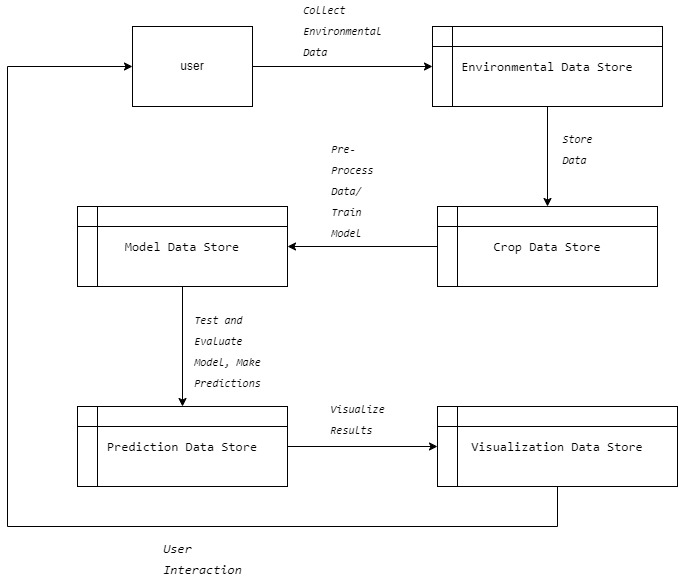 Collect
Environmental
Data
user
Environmental Data Store
Store
Data
Pre-
Process
Data/
Train
Model
Model Data Store
Crop Data Store
Test and
Evaluate
Model, Make
Predictions
Visualize
Results
Prediction Data Store
Visualization Data Store
User
Interaction